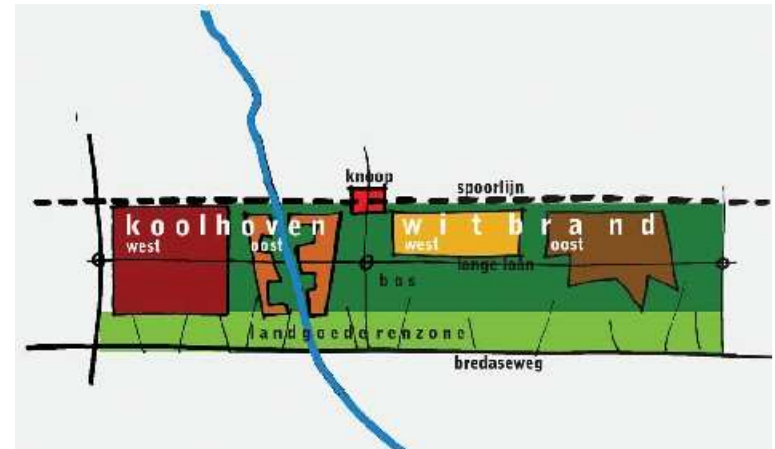 knoop
spoorlijn
koolhoven witbrand
west oost west oost
lange laan
bos
landgoederenzone
bredaseweg